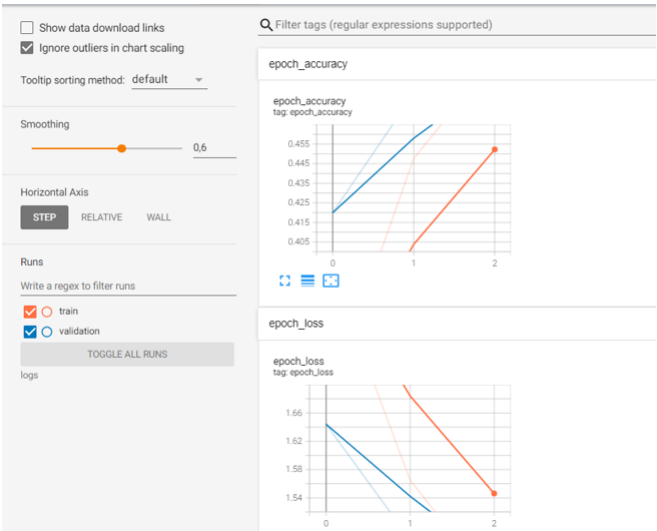 Show data download links
Ignore outliers in chart scaling
Tooltip sorting method: default
Smoothing
0,6
Horizontal Axis
STEP RELATIVE WALL
Runs
Write a regex to filter runs
train
validation
TOGGLE ALL RUNS
logs
Filter tags (regular expressions supported)
epoch_accuracy
epoch_accuracy
tag: epoch_accuracy
0.455
0.445
0.435
0.425
0.415
0.405
0 1 2
epoch_loss
epoch_loss
tag: epoch_loss
1.66
1.62
1.58
1.54
0 1 2